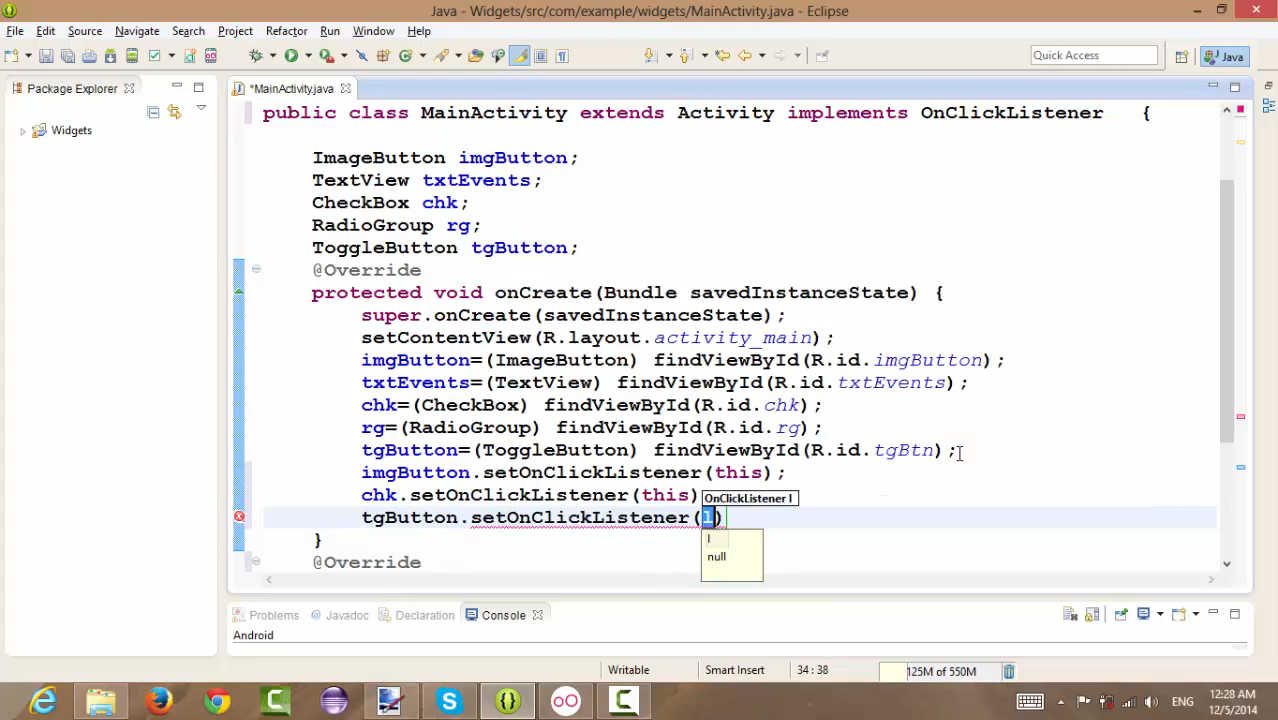 Java - Widgets/src/com/example/widgets/MainActivity.java - Eclipse
File Edit Source Navigate Search Project Refactor Run Window Help
Quick Access
Java
Package Explorer
*MainActivity.java
Widgets
public class MainActivity extends Activity implements OnClickListener {
ImageButton imgButton;
TextView txtEvents;
CheckBox chk;
RadioGroup rg;
ToggleButton tgButton;
@Override
protected void onCreate(Bundle savedInstanceState) {
super.onCreate(savedInstanceState);
setContentView(R.layout.activity_main);
imgButton=(ImageButton) findViewById(R.id.imgButton);
txtEvents=(TextView) findViewById(R.id.txtEvents);
chk=(CheckBox) findViewById(R.id.chk);
rg=(RadioGroup) findViewById(R.id.rg);
tgButton=(ToggleButton) findViewById(R.id.tgBtn);
imgButton.setOnClickListener(this);
chk.setOnClickListener(this)
OnClickListener l
tgButton.setOnClickListener(l)
l
null
}
@Override
Problems @ Javadoc Declaration Console
Android
Writable Smart Insert 34 : 38 125M of 550M
ENG
12:28 AM
12/5/2014